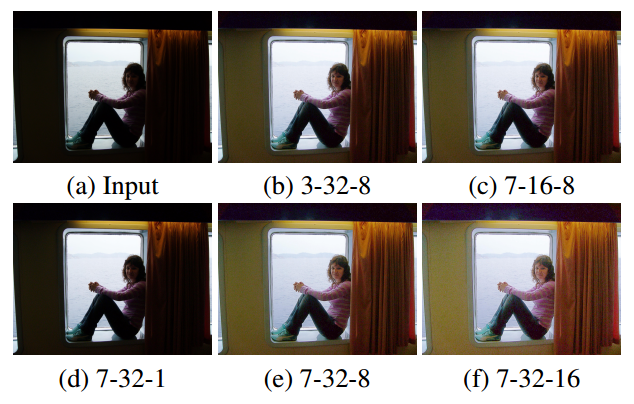 (a) Input
(b) 3-32-8
(c) 7-16-8
(d) 7-32-1
(e) 7-32-8
(f) 7-32-16